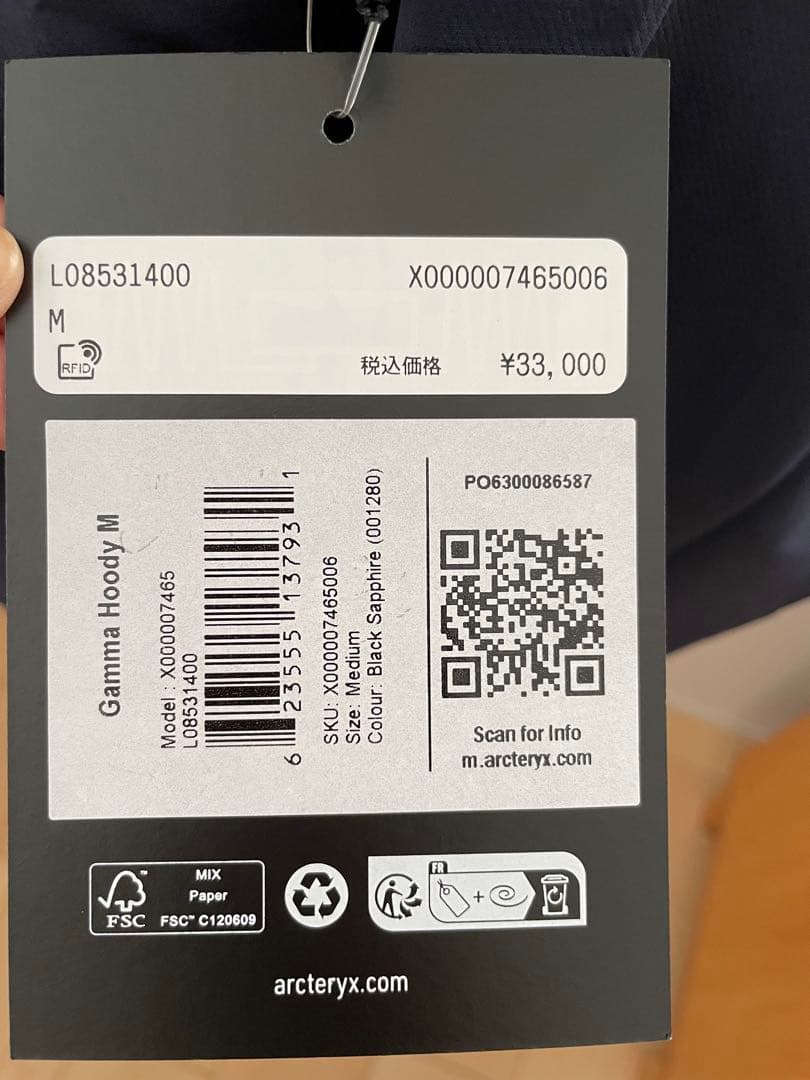 L08531400
X000007465006
M
RFID
税込価格 ¥33,000
Gamma Hoody M
Model : X000007465
L08531400
6 23555 13793 1
SKU: X000007465006
Size: Medium
Colour: Black Sapphire (001280)
PO6300086587
Scan for Info
m.arcteryx.com
FSC™
MIX
Paper
FSC™ C120609
FR
+
arcteryx.com